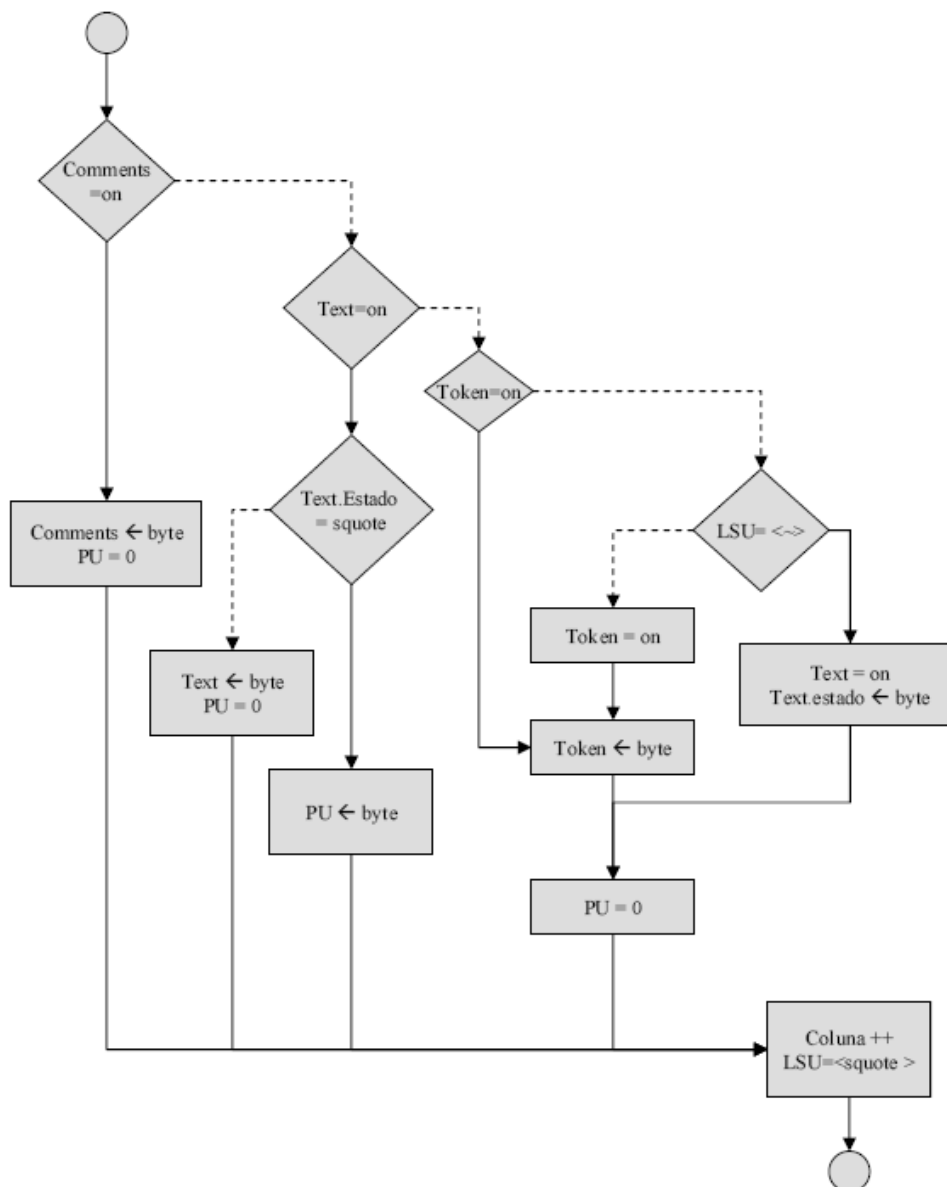 Comments
=on
Text=on
Token=on
Text.Estado
= squote
LSU= <~>
Comments ← byte
PU = 0
Token = on
Text ← byte
PU = 0
Text = on
Text.estado ← byte
Token ← byte
PU ← byte
PU = 0
Coluna ++
LSU=<squote >